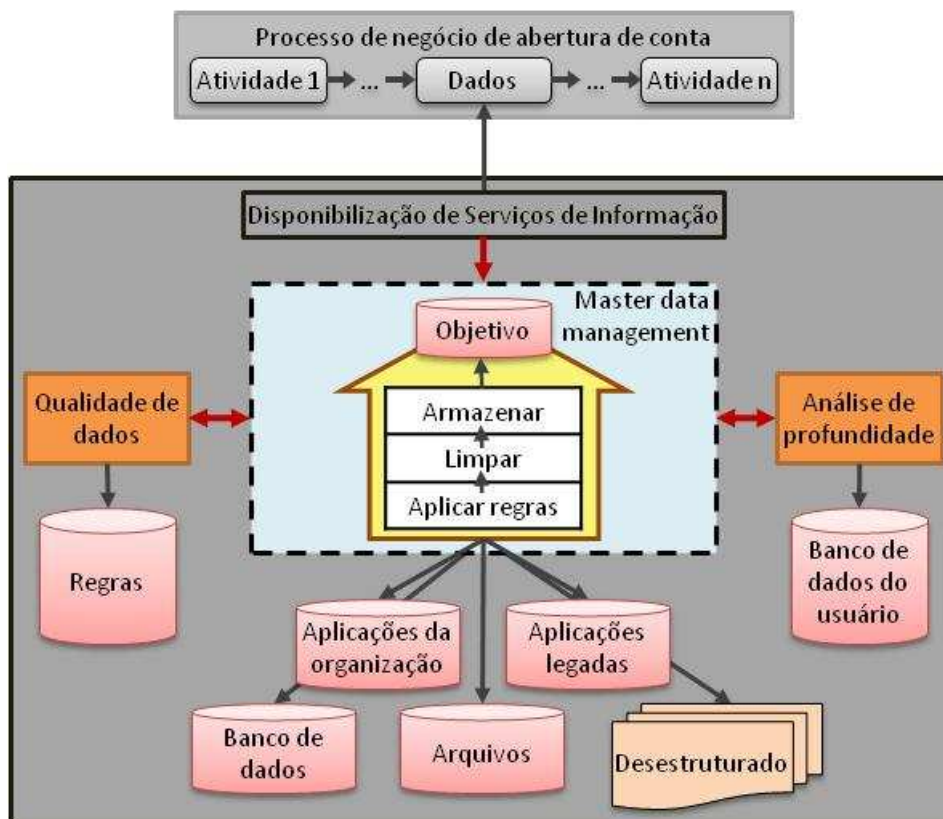 Processo de negócio de abertura de conta
Atividade 1
...
Dados
...
Atividade n
Disponibilização de Serviços de Informação
Master data
management
Objetivo
Armazenar
Limpar
Aplicar regras
Qualidade de
dados
Análise de
profundidade
Regras
Banco de
dados do
usuário
Aplicações da
organização
Aplicações
legadas
Banco de
dados
Arquivos
Desestruturado